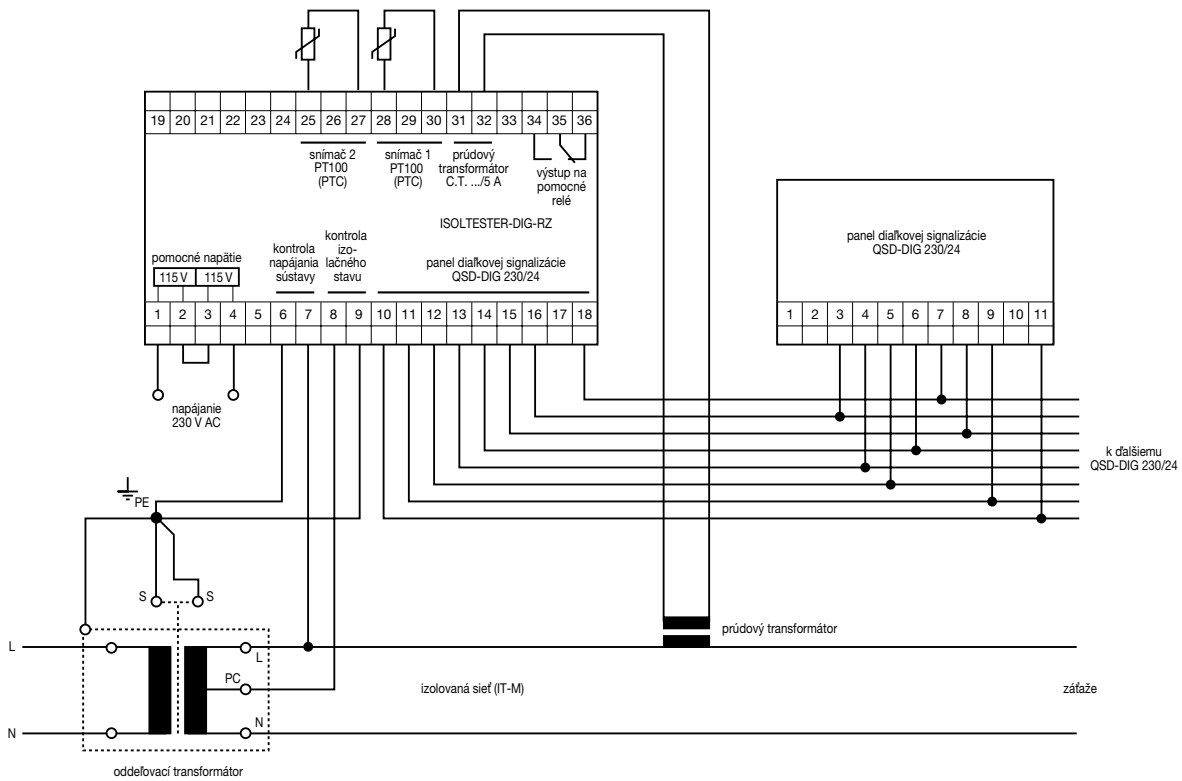 19 20 21 22 23 24 25 26 27 28 29 30 31 32 33 34 35 36
snímač 2
PT100
(PTC)
snímač 1
PT100
(PTC)
prúdový
transformátor
C.T. .../5 A
výstup na
pomocné
relé
ISOLTESTER-DIG-RZ
pomocné napätie
115 V 115 V
kontrola
napájania
sústavy
kontrola
izo-
lačného
stavu
panel diaľkovej signalizácie
QSD-DIG 230/24
1 2 3 4 5 6 7 8 9 10 11 12 13 14 15 16 17 18
panel diaľkovej signalizácie
QSD-DIG 230/24
1 2 3 4 5 6 7 8 9 10 11
napájanie
230 V AC
k ďalšiemu
QSD-DIG 230/24
PE
S S
prúdový transformátor
L
L
PC
izolovaná sieť (IT-M)
záťaže
N
N
oddeľovací transformátor